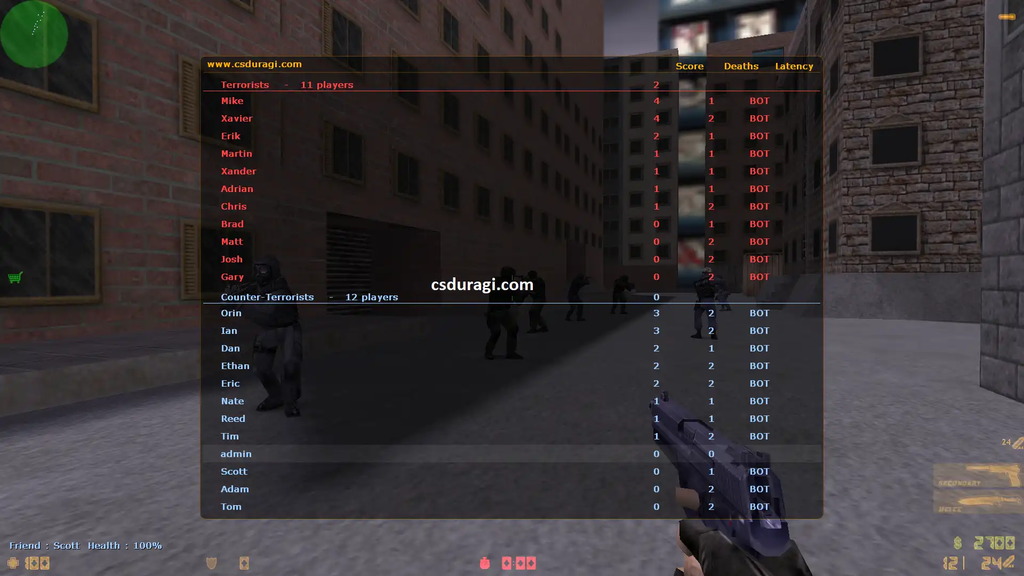 www.csduragi.com Score Deaths Latency
Terrorists - 11 players 2
Mike 4 1 BOT
Xavier 4 2 BOT
Erik 2 1 BOT
Martin 1 1 BOT
Xander 1 1 BOT
Adrian 1 1 BOT
Chris 1 2 BOT
Brad 0 1 BOT
Matt 0 2 BOT
Josh 0 2 BOT
Gary 0 2 BOT
csduragi.com
Counter-Terrorists - 12 players 0
Orin 3 2 BOT
Ian 3 2 BOT
Dan 2 1 BOT
Ethan 2 2 BOT
Eric 2 2 BOT
Nate 1 1 BOT
Reed 1 1 BOT
Tim 1 2 BOT
admin 0 0
Scott 0 1 BOT
Adam 0 2 BOT
Tom 0 2 BOT
24
SECONDARY
KNIFE
Friend : Scott Health : 100%
100 0 0:00
$ 2700
12| 24